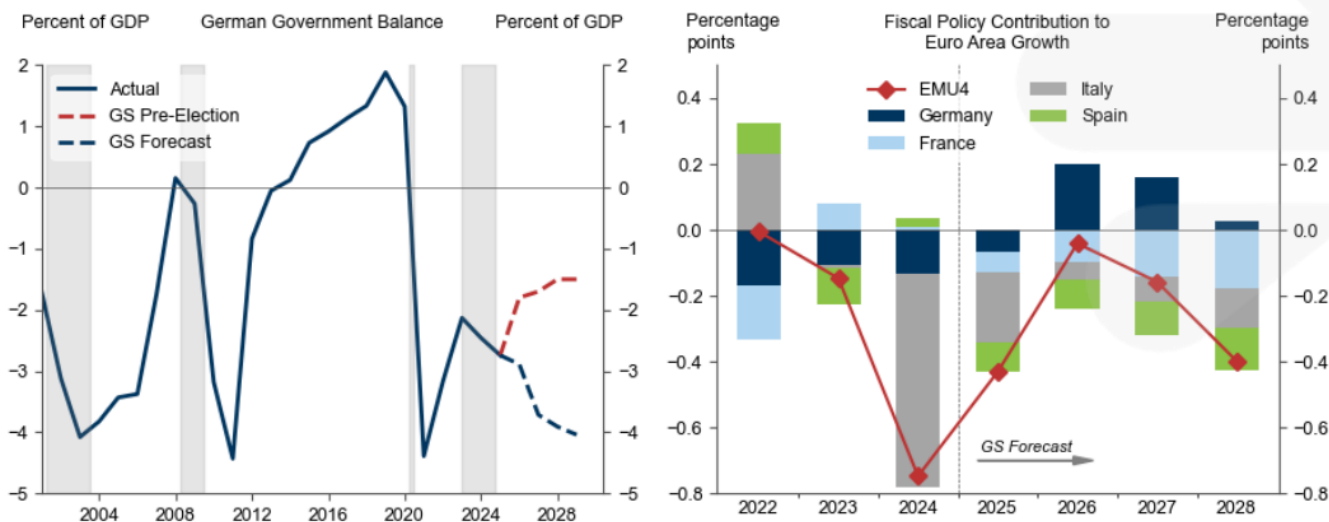 Percent of GDP German Government Balance Percent of GDP
2 2
Actual
1 GS Pre-Election 1
GS Forecast
0 0
−1 −1
−2 −2
−3 −3
−4 −4
−5 −5
2004 2008 2012 2016 2020 2024 2028
Percentage points
Fiscal Policy Contribution to
Euro Area Growth
Percentage points
EMU4 Italy
0.4 Germany Spain 0.4
France
0.2 0.2
0.0 0.0
−0.2 −0.2
−0.4 −0.4
−0.6 −0.6
GS Forecast
−0.8 −0.8
2022 2023 2024 2025 2026 2027 2028